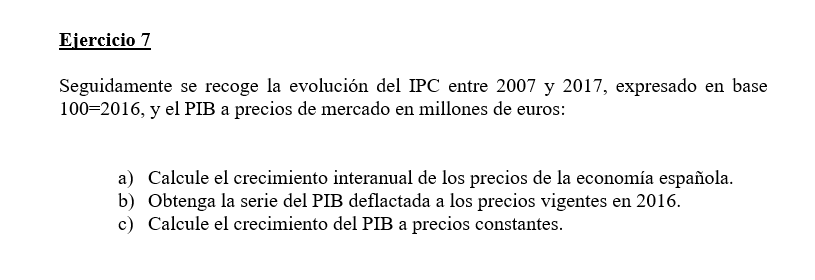 Ejercicio 7
Seguidamente se recoge la evolución del IPC entre 2007 y 2017, expresado en base
100=2016, y el PIB a precios de mercado en millones de euros:
a) Calcule el crecimiento interanual de los precios de la economía española.
b) Obtenga la serie del PIB deflactada a los precios vigentes en 2016.
c) Calcule el crecimiento del PIB a precios constantes.